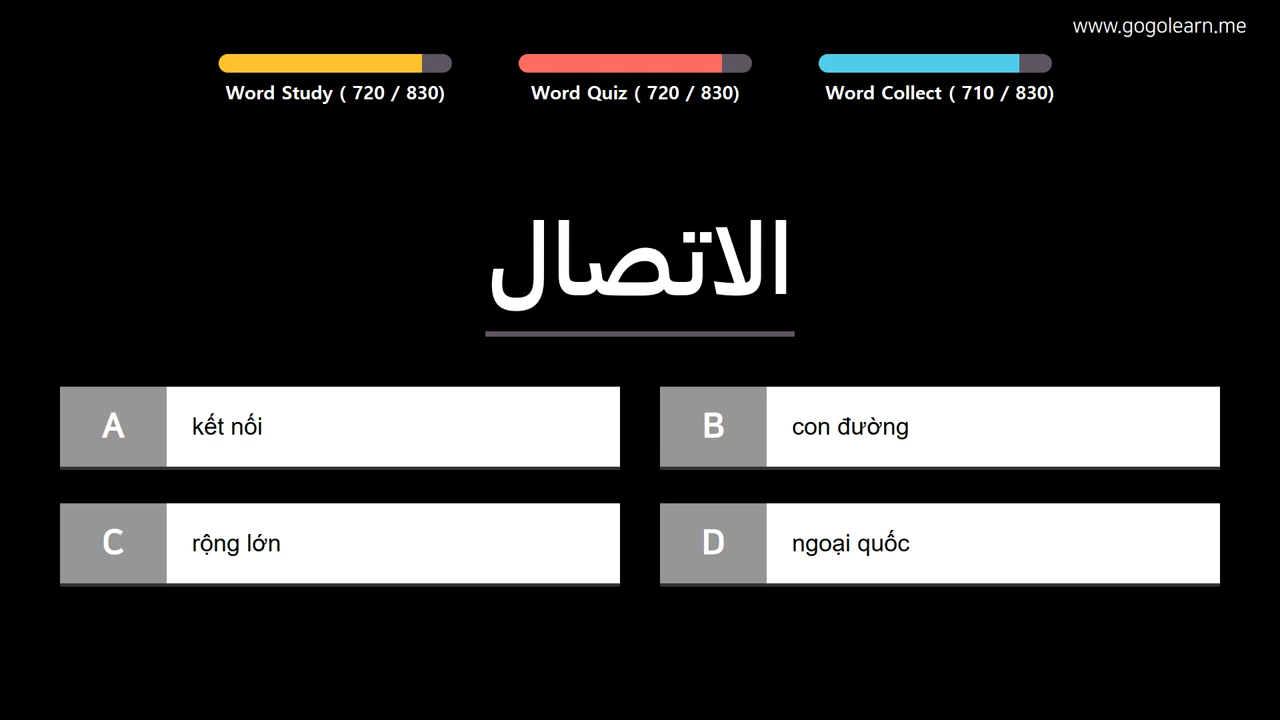 www.gogolearn.me
Word Study ( 720 / 830)
Word Quiz ( 720 / 830)
Word Collect ( 710 / 830)
الاتصال
A kết nối
B con đường
C rộng lớn
D ngoại quốc